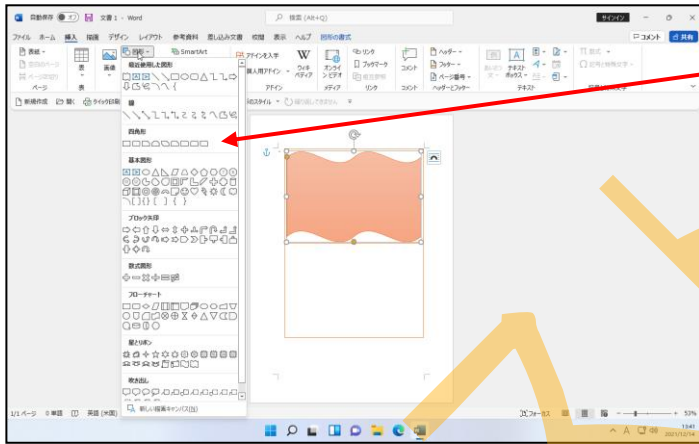 自動保存 文書 1 - Word
検索 (Alt+Q)
サインイン
ファイル ホーム 挿入 描画 デザイン レイアウト 参考資料 差し込み文書 校閲 表示 ヘルプ 図形の書式
コメント 共有
表紙
空白のページ
ページ区切り
ページ
表
表
画像
図形
SmartArt
アドインを入手
個人用アドイン
アドイン
ウィキペディア
オンラインビデオ
メディア
リンク
ブックマーク
相互参照
リンク
コメント
コメント
ヘッダー
フッター
ページ番号
ヘッダーとフッター
テキストボックス
テキスト
新規作成 開く クイック印刷
最近使用した図形
線
四角形
基本図形
ブロック矢印
数式図形
フローチャート
星とリボン
吹き出し
新しい描画キャンバス(N)
1/1 ページ 0 単語 英語 (米国)
フォーカス
53%
A
13:41
2021/12/14